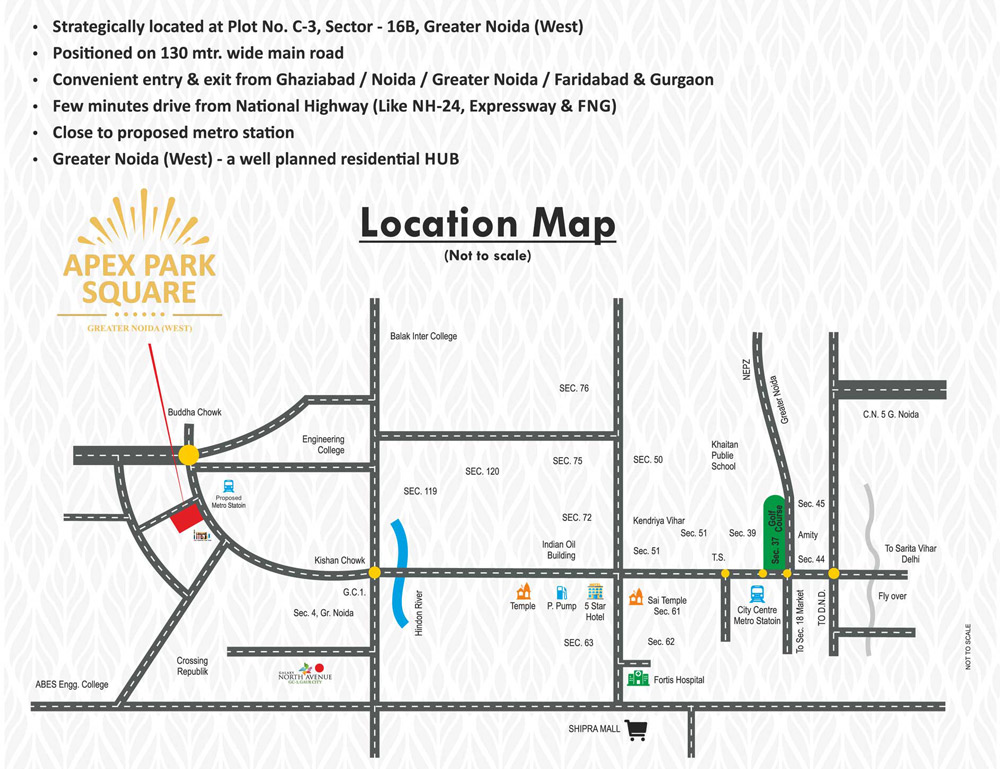 • Strategically located at Plot No. C-3, Sector - 16B, Greater Noida (West)
• Positioned on 130 mtr. wide main road
• Convenient entry & exit from Ghaziabad / Noida / Greater Noida / Faridabad & Gurgaon
• Few minutes drive from National Highway (Like NH-24, Expressway & FNG)
• Close to proposed metro station
• Greater Noida (West) - a well planned residential HUB
APEX PARK
SQUARE
GREATER NOIDA (WEST)
Location Map
(Not to scale)
Balak Inter College
SEC. 76
NEPZ
Greater Noida
C.N. 5 G. Noida
Buddha Chowk
Engineering
College
Khaitan
Publie
School
SEC. 75
SEC. 50
SEC. 120
SEC. 119
Proposed
Metro Statoin
SEC. 72
Kendriya Vihar
Sec. 51
Sec. 39
Sec. 37 Golf
Course
Sec. 45
Amity
Indian Oil
Building
Sec. 51
T.S.
Sec. 44
To Sarita Vihar
Delhi
Kishan Chowk
G.C.1.
Sec. 4, Gr. Noida
Hindon River
Temple
P. Pump
5 Star
Hotel
Sai Temple
Sec. 61
City Centre
Metro Statoin
To Sec. 18 Market
TO D.N.D.
Fly over
SEC. 63
Sec. 62
NOT TO SCALE
Crossing
Republik
NORTH AVENUE
ABES Engg. College
Fortis Hospital
SHIPRA MALL